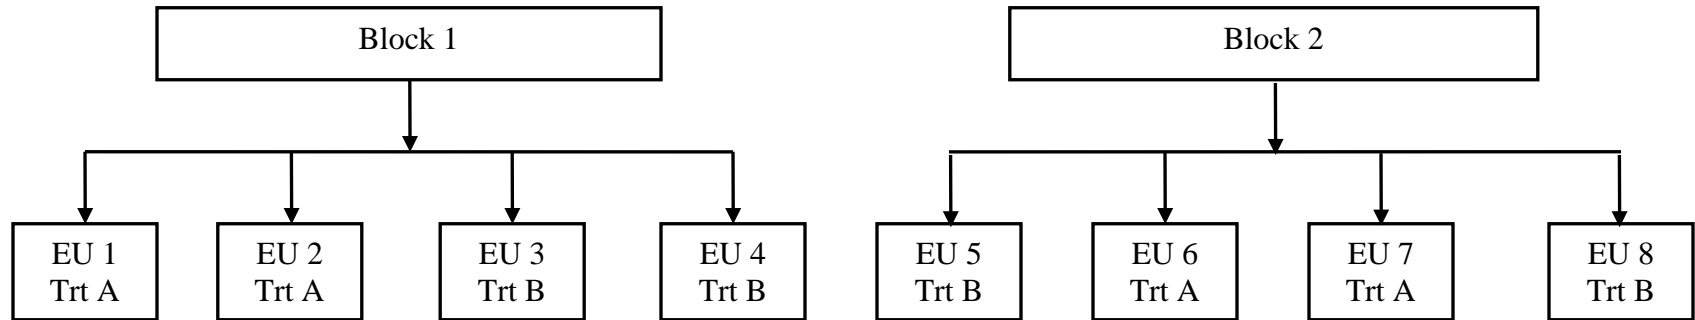 Block 1
Block 2
EU 1
Trt A
EU 2
Trt A
EU 3
Trt B
EU 4
Trt B
EU 5
Trt B
EU 6
Trt A
EU 7
Trt A
EU 8
Trt B